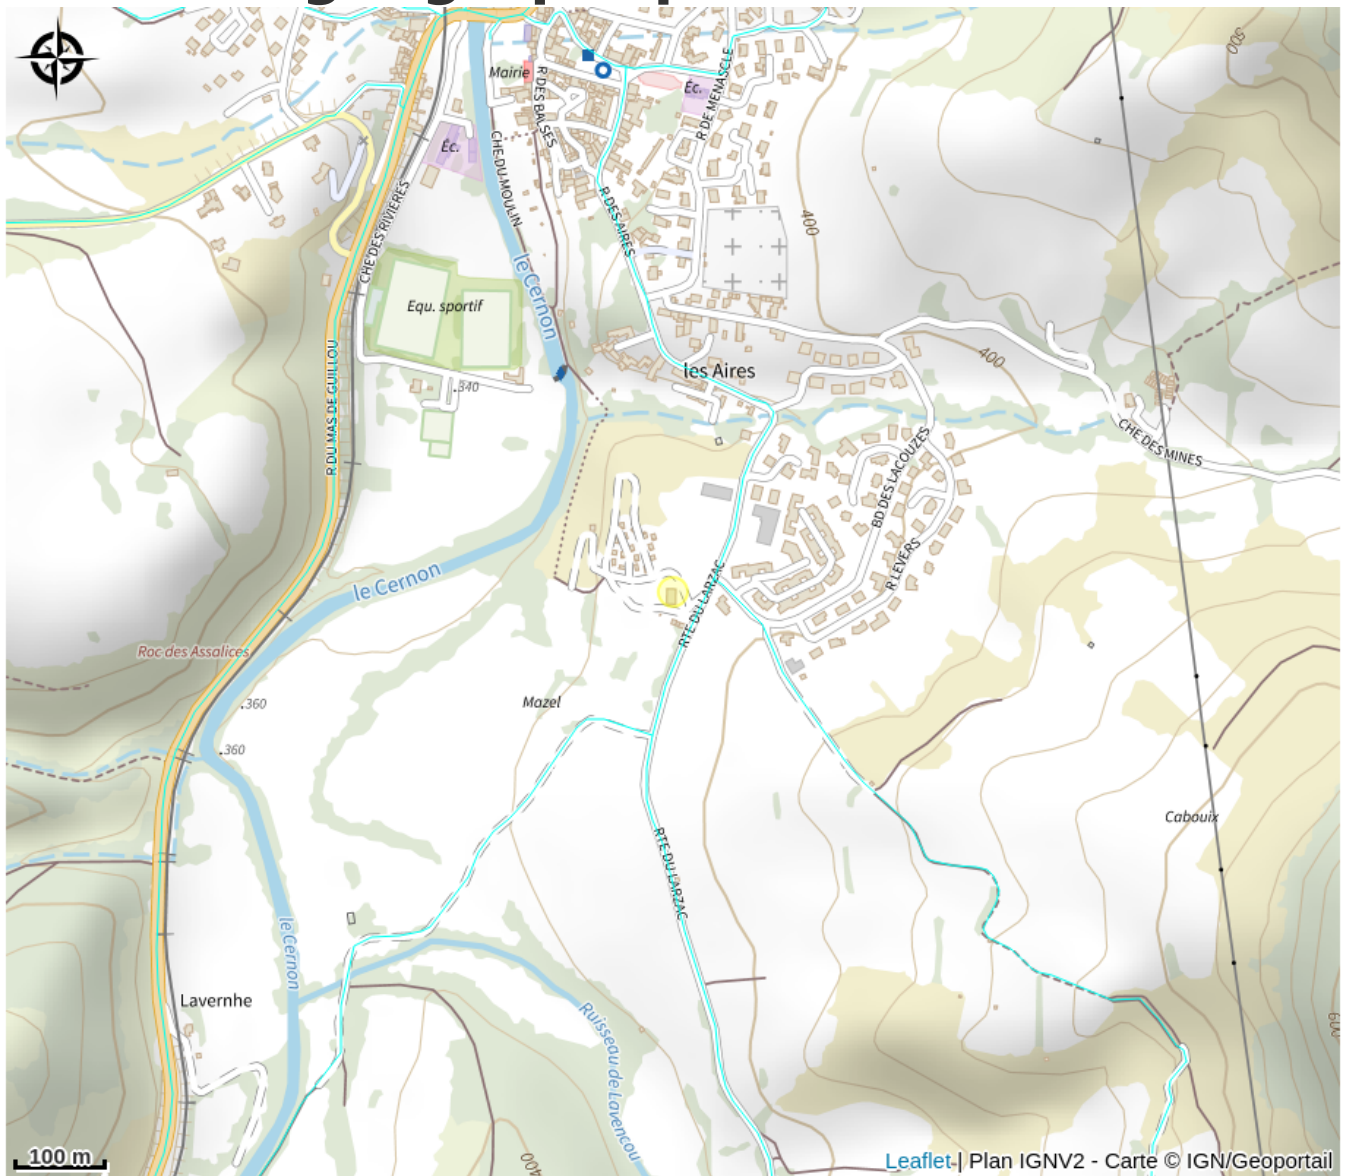 Mairie
R DES BALSES
Éc.
R DE MENASCLE
500
Éc.
CHE DU MOULIN
CHE DES RIVIERES
R DES AIRES
400
le Cernon
Equ. sportif
R DU MAS DE GUILLOU
.340
les Aires
400
CHE DES MINES
BD DES LACOUZES
R LEVERS
le Cernon
RTE DU LARZAC
Roc des Assalices
.360
Mazel
.360
Cabouix
RTE DU LARZAC
le Cernon
Lavernhe
Ruisseau de Lavencou
600
400
100 m
Leaflet | Plan IGNV2 - Carte © IGN/Geoportail